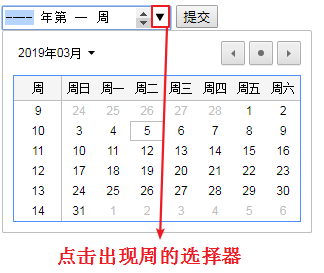 ---- 年第 一 周 提交
2019年03月
周 周日 周一 周二 周三 周四 周五 周六
9 24 25 26 27 28 1 2
10 3 4 5 6 7 8 9
11 10 11 12 13 14 15 16
12 17 18 19 20 21 22 23
13 24 25 26 27 28 29 30
14 31 1 2 3 4 5 6
点击出现周的选择器